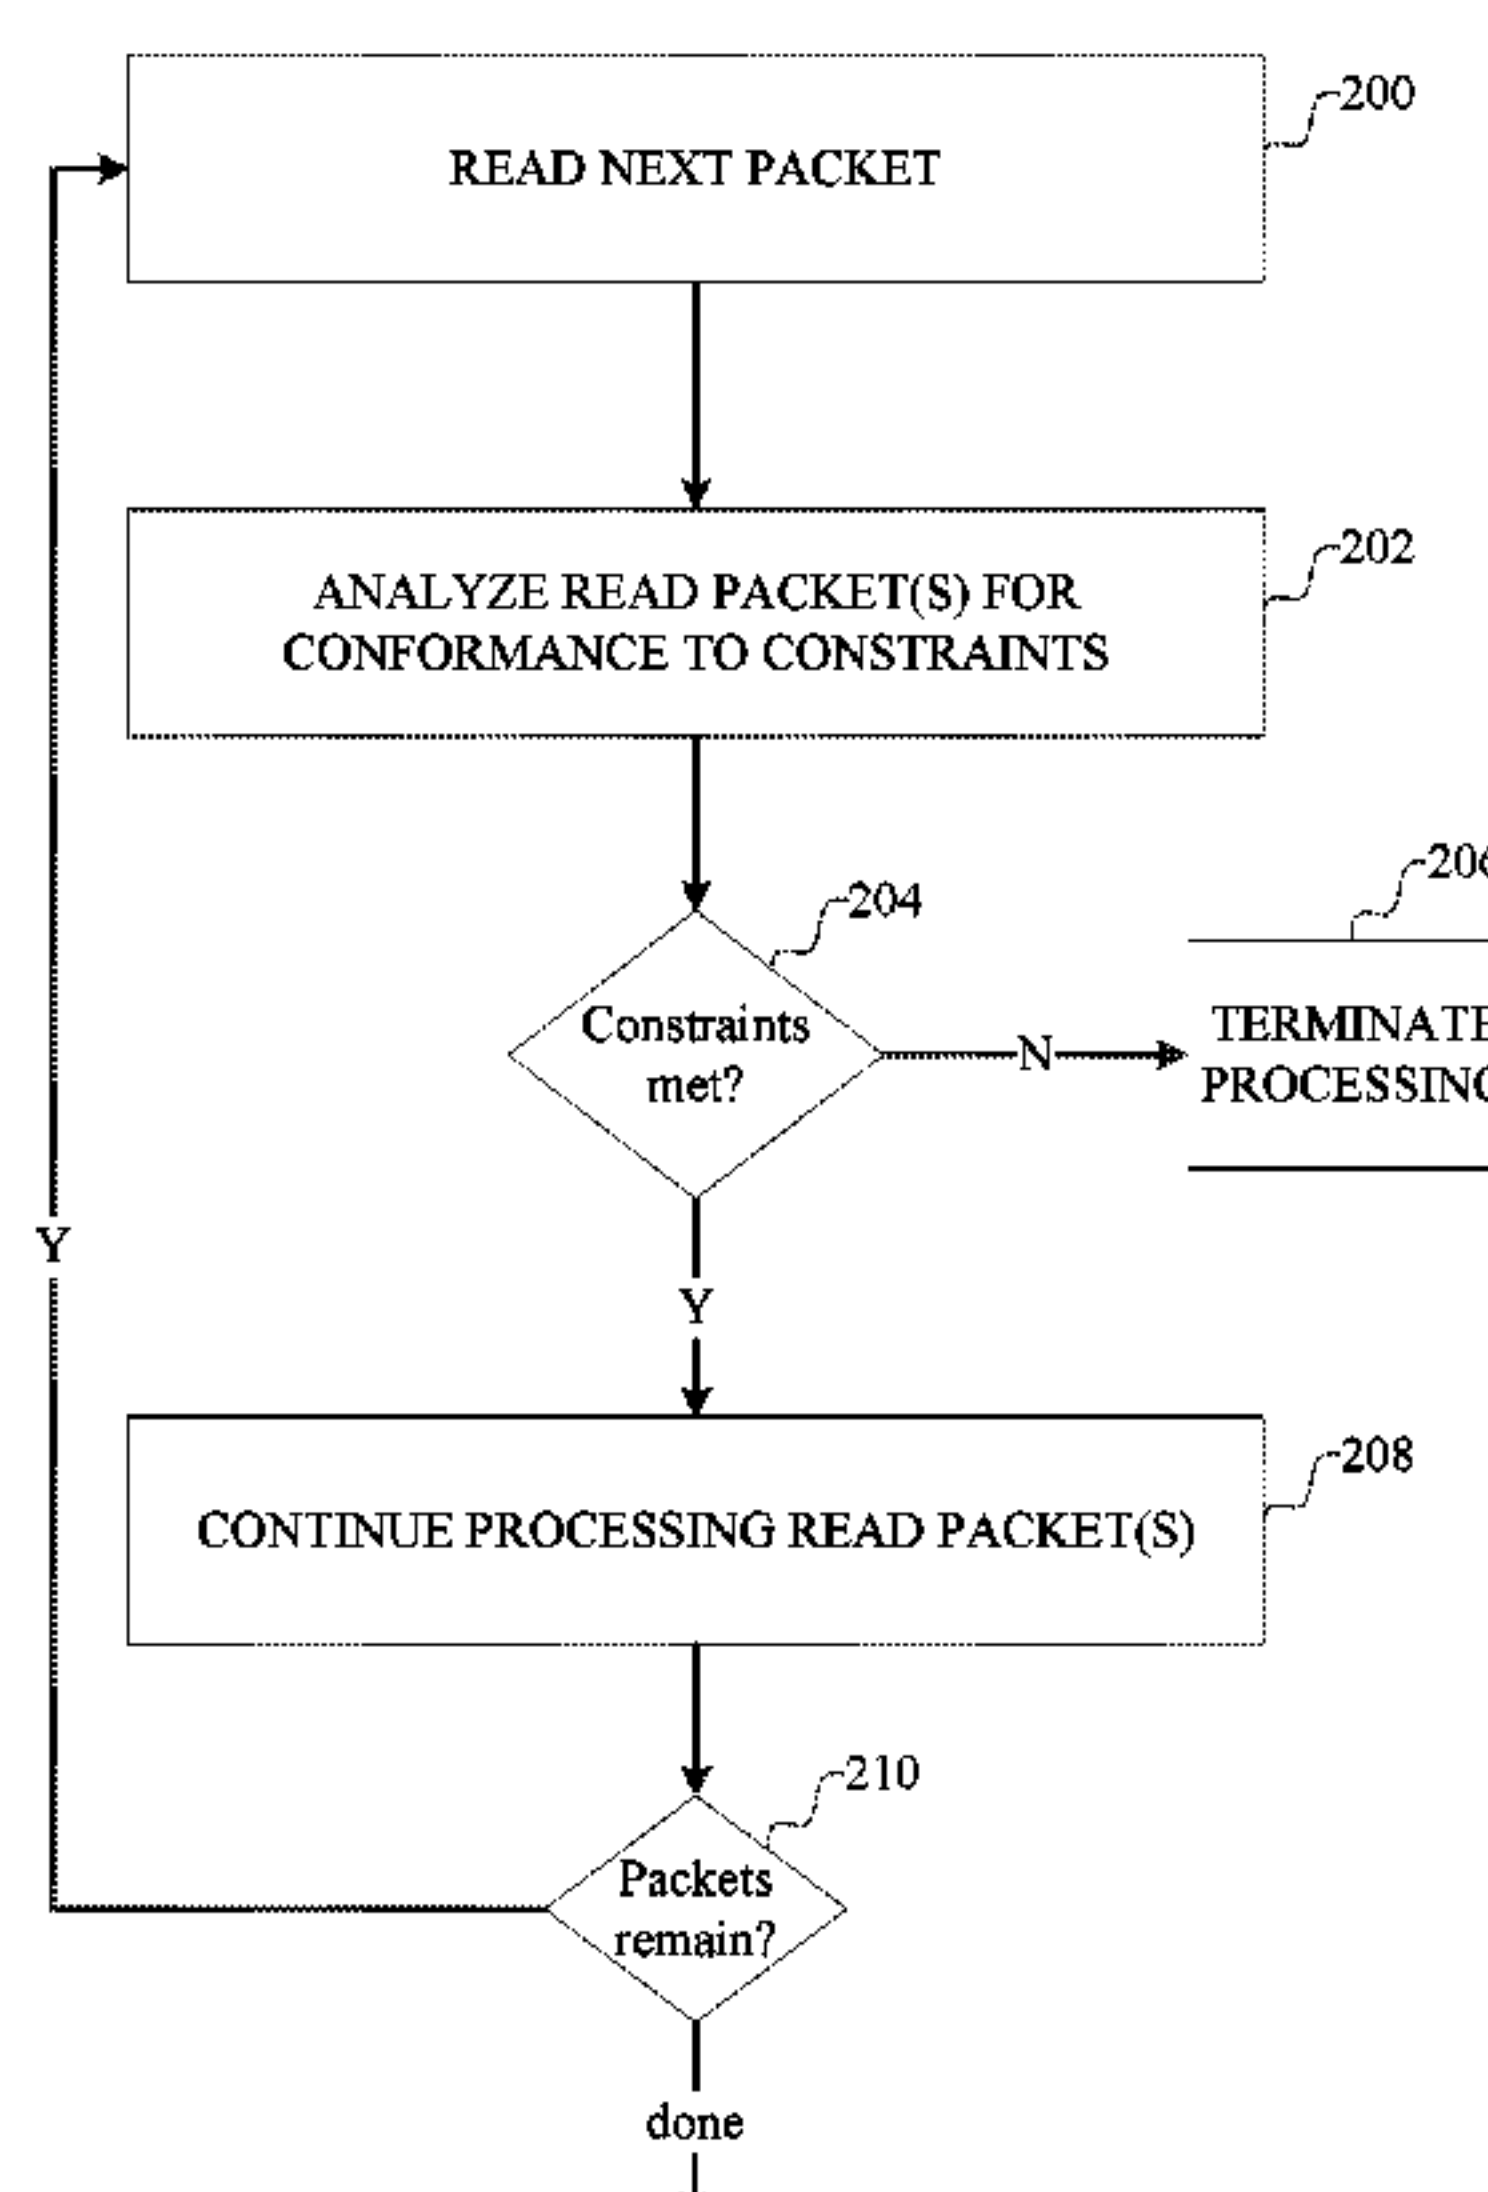 200
READ NEXT PACKET
202
ANALYZE READ PACKET(S) FOR
CONFORMANCE TO CONSTRAINTS
204
Constraints
met?
N
TERMINATE
Y
Y
208
CONTINUE PROCESSING READ PACKET(S)
210
Packets
remain?
done